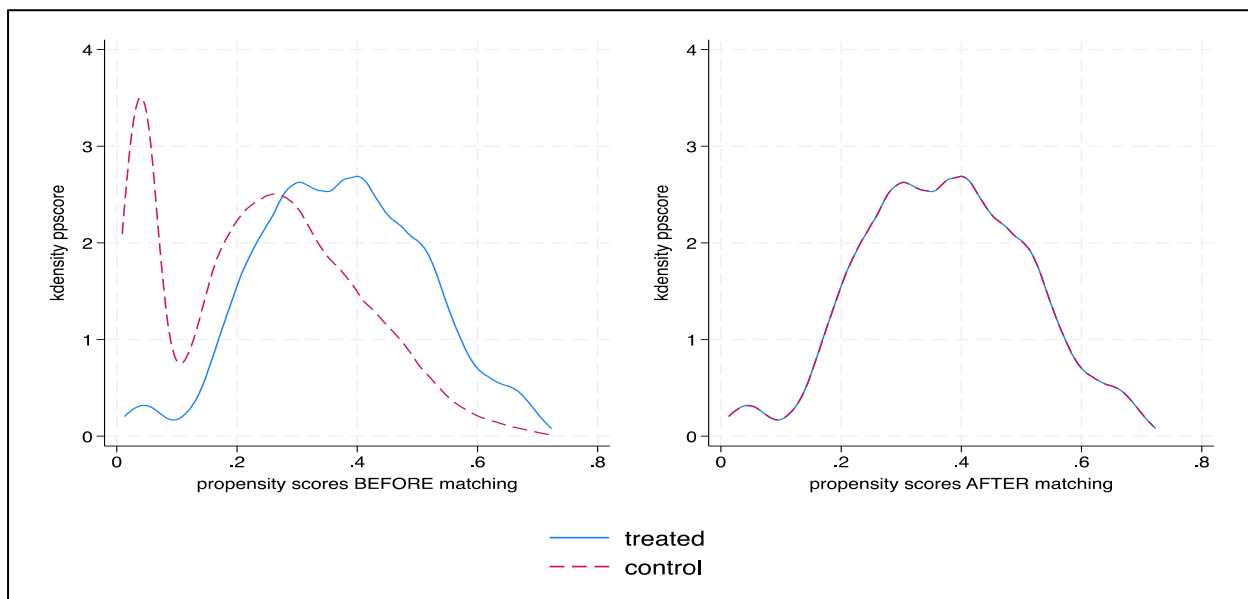 4
3
2
1
0
kdensity ppscore
0 .2 .4 .6 .8
propensity scores BEFORE matching
4
3
2
1
0
kdensity ppscore
0 .2 .4 .6 .8
propensity scores AFTER matching
treated
control